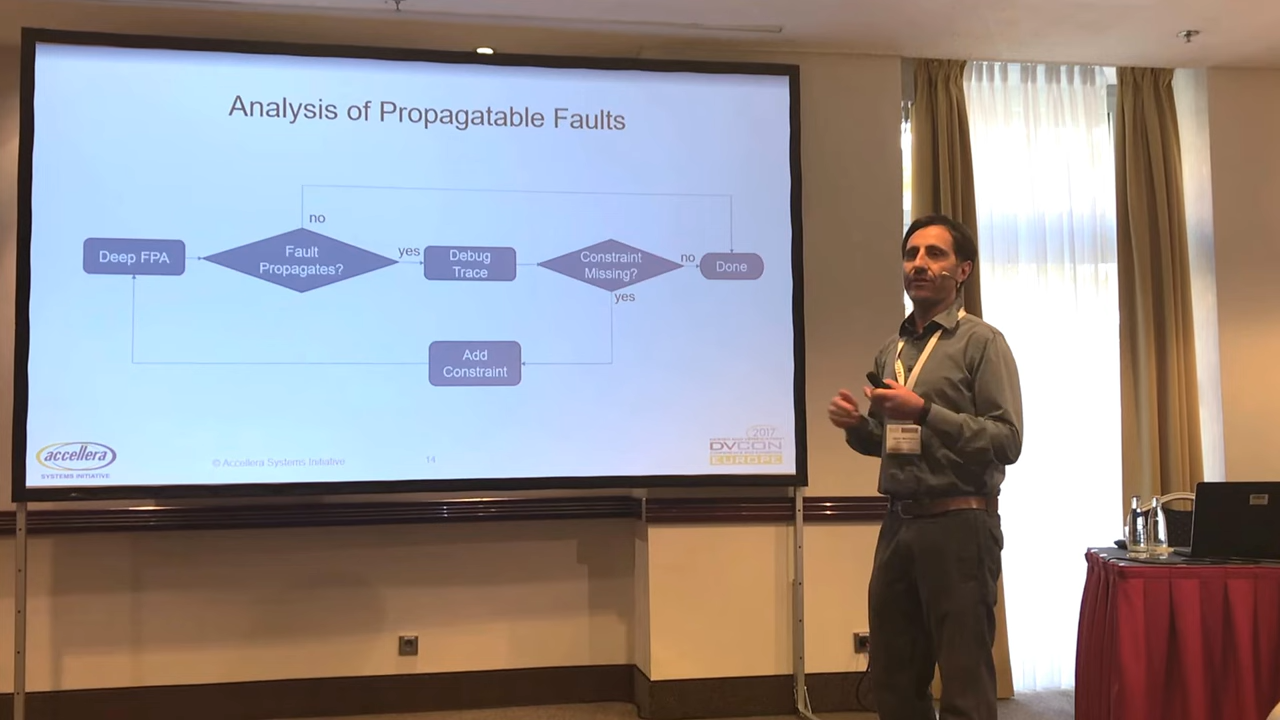 Analysis of Propagatable Faults
no
Deep FPA
Fault
Propagates?
yes
Debug
Trace
Constraint
Missing?
no
Done
yes
Add
Constraint
accellera
SYSTEMS INITIATIVE
© Accellera Systems Initiative
14
2017
DVCON
EUROPE